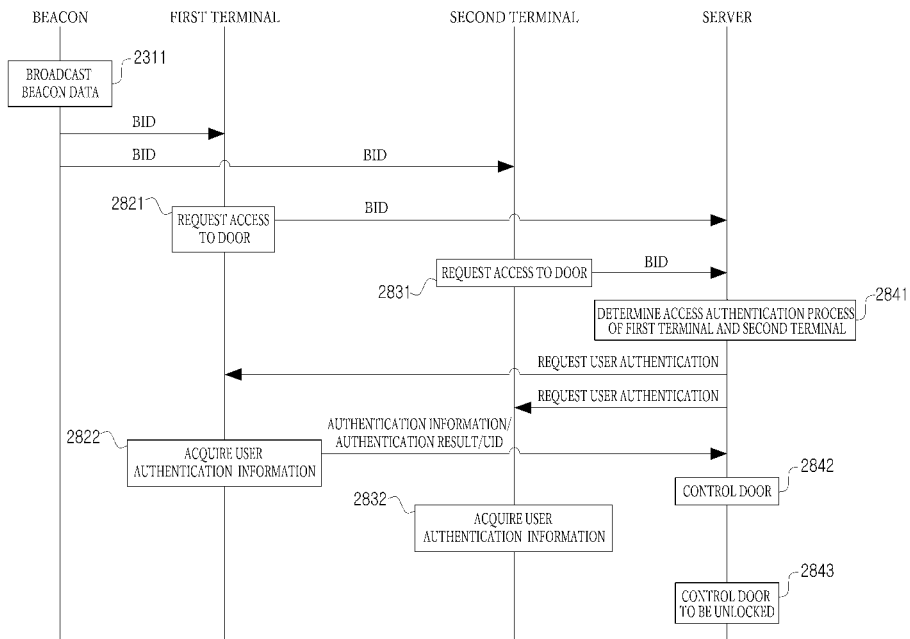 BEACON
FIRST TERMINAL
SECOND TERMINAL
SERVER
2311
BROADCAST
BEACON DATA
BID
BID
BID
2821
REQUEST ACCESS
TO DOOR
BID
2831
REQUEST ACCESS TO DOOR
BID
2841
DETERMINE ACCESS AUTHENTICATION PROCESS
OF FIRST TERMINAL AND SECOND TERMINAL
REQUEST USER AUTHENTICATION
REQUEST USER AUTHENTICATION
2822
ACQUIRE USER
AUTHENTICATION INFORMATION
AUTHENTICATION INFORMATION/
AUTHENTICATION RESULT/UID
2842
CONTROL DOOR
2832
ACQUIRE USER
AUTHENTICATION INFORMATION
2843
CONTROL DOOR
TO BE UNLOCKED